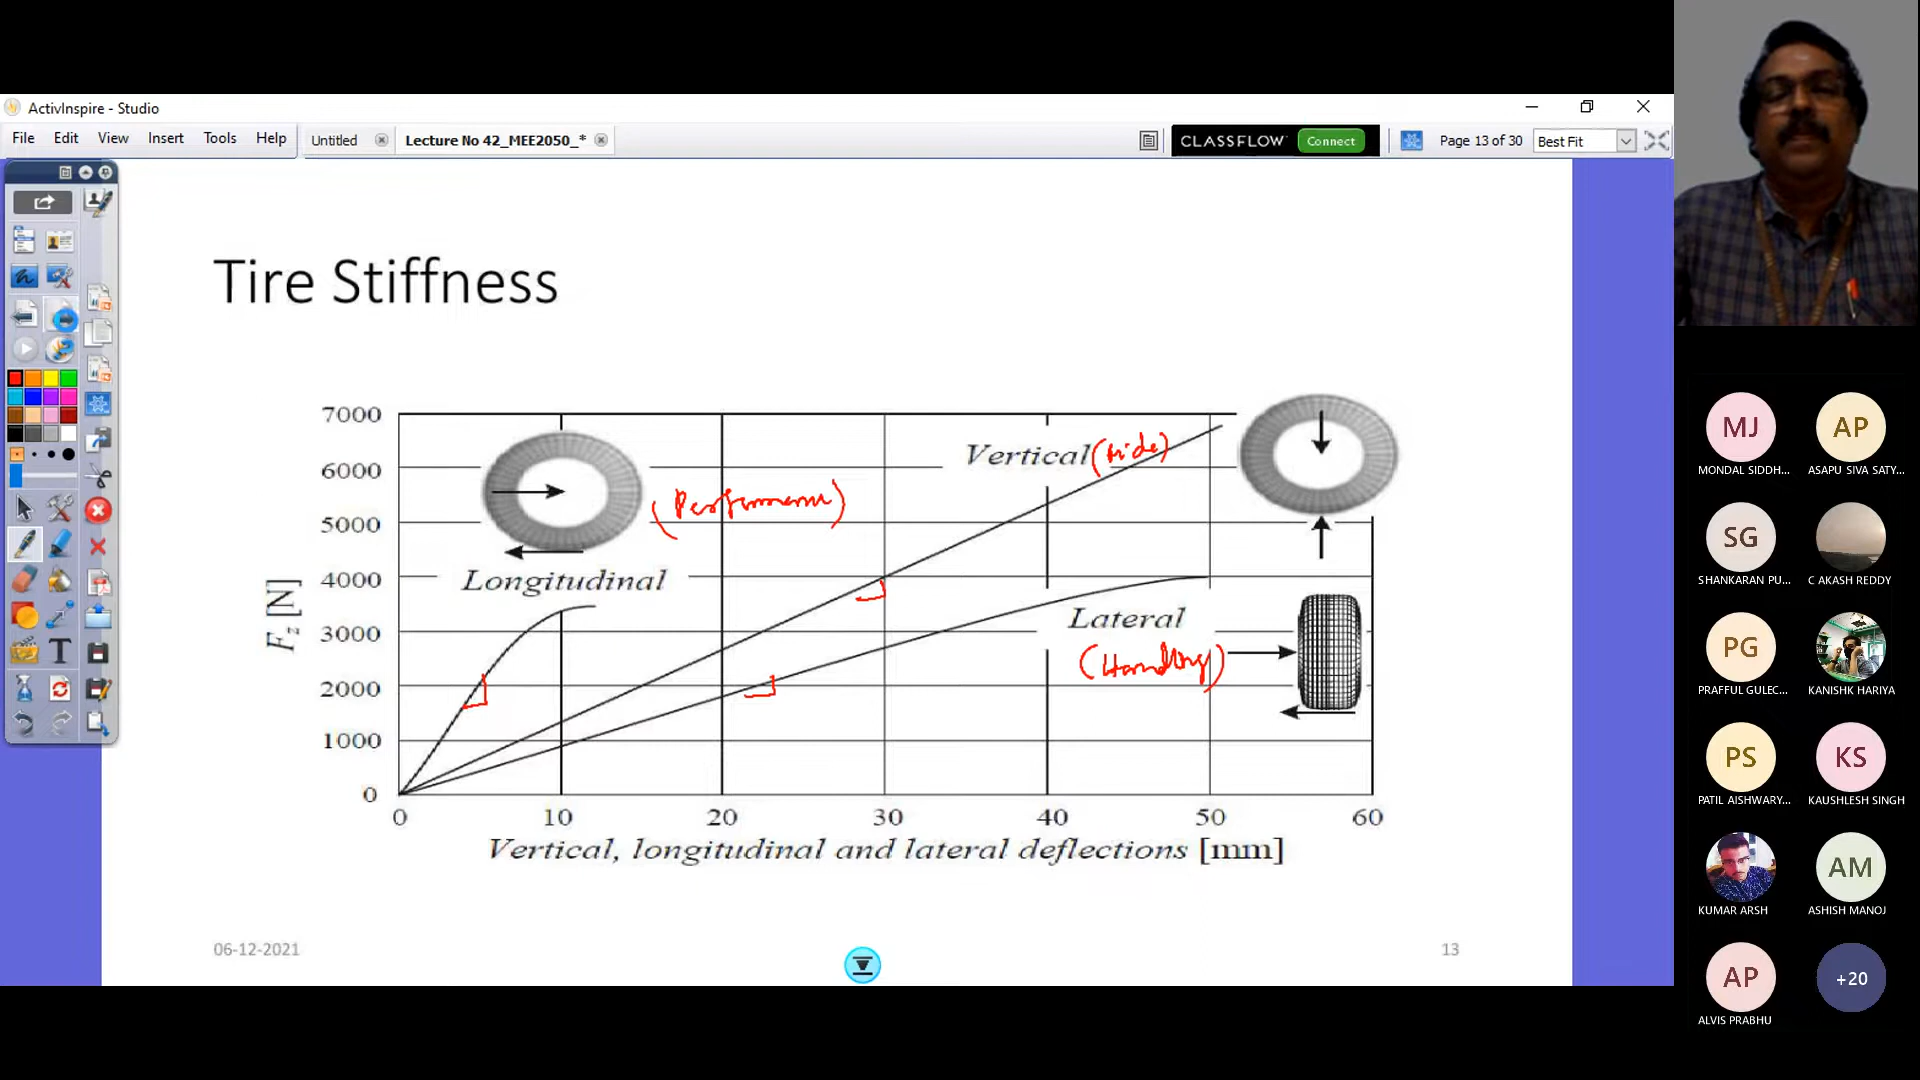 ActivInspire - Studio
File Edit View Insert Tools Help
Untitled
Lecture No 42_MEE2050_*
CLASSFLOW Connect
Page 13 of 30
Best Fit
Tire Stiffness
7000
6000
5000
4000
3000
2000
1000
0
F_z [N]
Longitudinal
Vertical (ride)
Lateral
(Handling)
0 10 20 30 40 50 60
Vertical, longitudinal and lateral deflections [mm]
06-12-2021
13
MJ
MONDAL SIDDH...
AP
ASAPU SIVA SATY...
SG
SHANKARAN PU...
C AKASH REDDY
PG
PRAFFUL GULEC...
KANISHK HARIYA
PS
PATIL AISHWARY...
KS
KAUSHLESH SINGH
KUMAR ARSH
AM
ASHISH MANOJ
AP
ALVIS PRABHU
+20